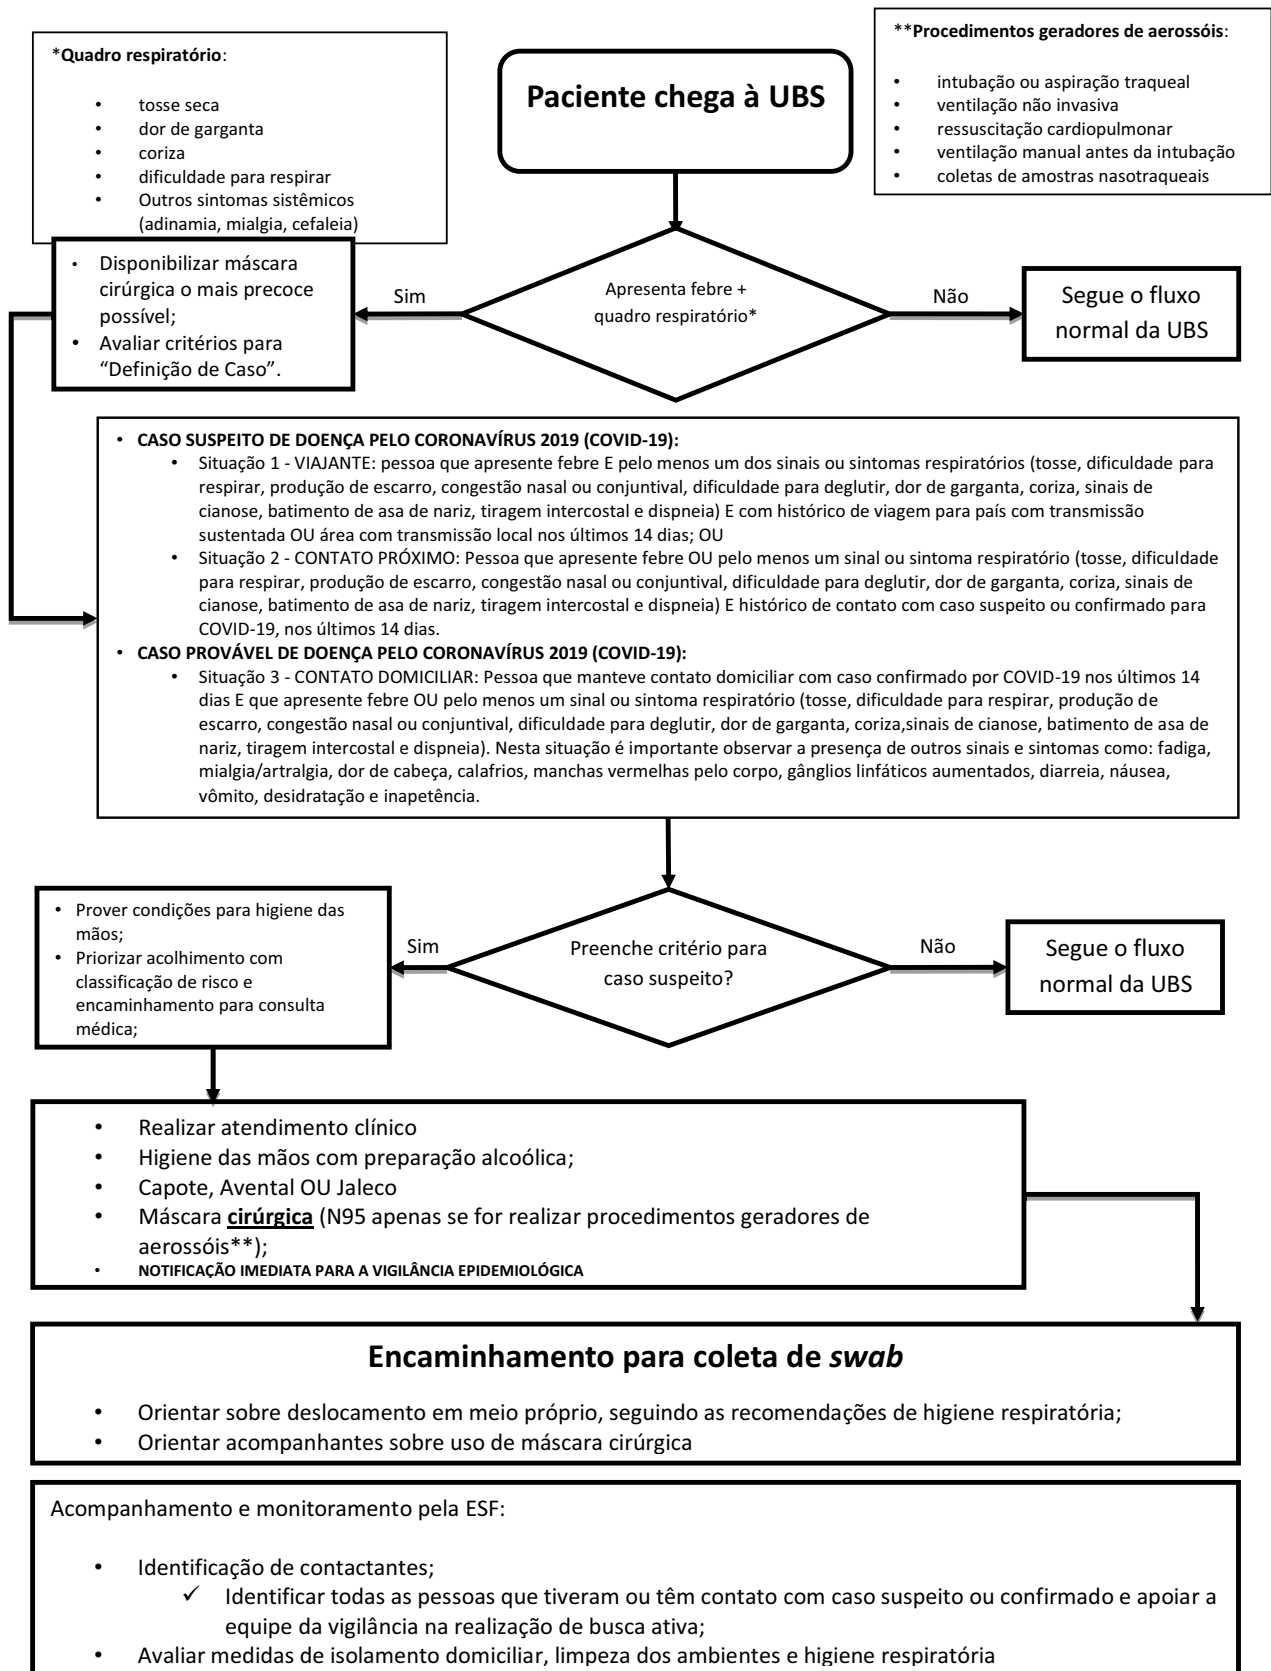 *Quadro respiratório:
• tosse seca
• dor de garganta
• coriza
• dificuldade para respirar
• Outros sintomas sistêmicos
(adinamia, mialgia, cefaleia)
Paciente chega à UBS
**Procedimentos geradores de aerossóis:
• intubação ou aspiração traqueal
• ventilação não invasiva
• ressuscitação cardiopulmonar
• ventilação manual antes da intubação
• coletas de amostras nasotraqueais
• Disponibilizar máscara
cirúrgica o mais precoce
possível;
• Avaliar critérios para
“Definição de Caso”.
Sim
Apresenta febre +
quadro respiratório*
Não
Segue o fluxo
normal da UBS
• CASO SUSPEITO DE DOENÇA PELO CORONAVÍRUS 2019 (COVID-19):
• Situação 1 - VIAJANTE: pessoa que apresente febre E pelo menos um dos sinais ou sintomas respiratórios (tosse, dificuldade para
respirar, produção de escarro, congestão nasal ou conjuntival, dificuldade para deglutir, dor de garganta, coriza, sinais de
cianose, batimento de asa de nariz, tiragem intercostal e dispneia) E com histórico de viagem para país com transmissão
sustentada OU área com transmissão local nos últimos 14 dias; OU
• Situação 2 - CONTATO PRÓXIMO: Pessoa que apresente febre OU pelo menos um sinal ou sintoma respiratório (tosse, dificuldade
para respirar, produção de escarro, congestão nasal ou conjuntival, dificuldade para deglutir, dor de garganta, coriza, sinais de
cianose, batimento de asa de nariz, tiragem intercostal e dispneia) E histórico de contato com caso suspeito ou confirmado para
COVID-19, nos últimos 14 dias.
• CASO PROVÁVEL DE DOENÇA PELO CORONAVÍRUS 2019 (COVID-19):
• Situação 3 - CONTATO DOMICILIAR: Pessoa que manteve contato domiciliar com caso confirmado por COVID-19 nos últimos 14
dias E que apresente febre OU pelo menos um sinal ou sintoma respiratório (tosse, dificuldade para respirar, produção de
escarro, congestão nasal ou conjuntival, dificuldade para deglutir, dor de garganta, coriza,sinais de cianose, batimento de asa de
nariz, tiragem intercostal e dispneia). Nesta situação é importante observar a presença de outros sinais e sintomas como: fadiga,
mialgia/artralgia, dor de cabeça, calafrios, manchas vermelhas pelo corpo, gânglios linfáticos aumentados, diarreia, náusea,
vômito, desidratação e inapetência.
• Prover condições para higiene das
mãos;
• Priorizar acolhimento com
classificação de risco e
encaminhamento para consulta
médica;
Sim
Preenche critério para
caso suspeito?
Não
Segue o fluxo
normal da UBS
• Realizar atendimento clínico
• Higiene das mãos com preparação alcoólica;
• Capote, Avental OU Jaleco
• Máscara cirúrgica (N95 apenas se for realizar procedimentos geradores de
aerossóis**);
• NOTIFICAÇÃO IMEDIATA PARA A VIGILÂNCIA EPIDEMIOLÓGICA
Encaminhamento para coleta de swab
• Orientar sobre deslocamento em meio próprio, seguindo as recomendações de higiene respiratória;
• Orientar acompanhantes sobre uso de máscara cirúrgica
Acompanhamento e monitoramento pela ESF:
• Identificação de contactantes;
✓ Identificar todas as pessoas que tiveram ou têm contato com caso suspeito ou confirmado e apoiar a
equipe da vigilância na realização de busca ativa;
• Avaliar medidas de isolamento domiciliar, limpeza dos ambientes e higiene respiratória